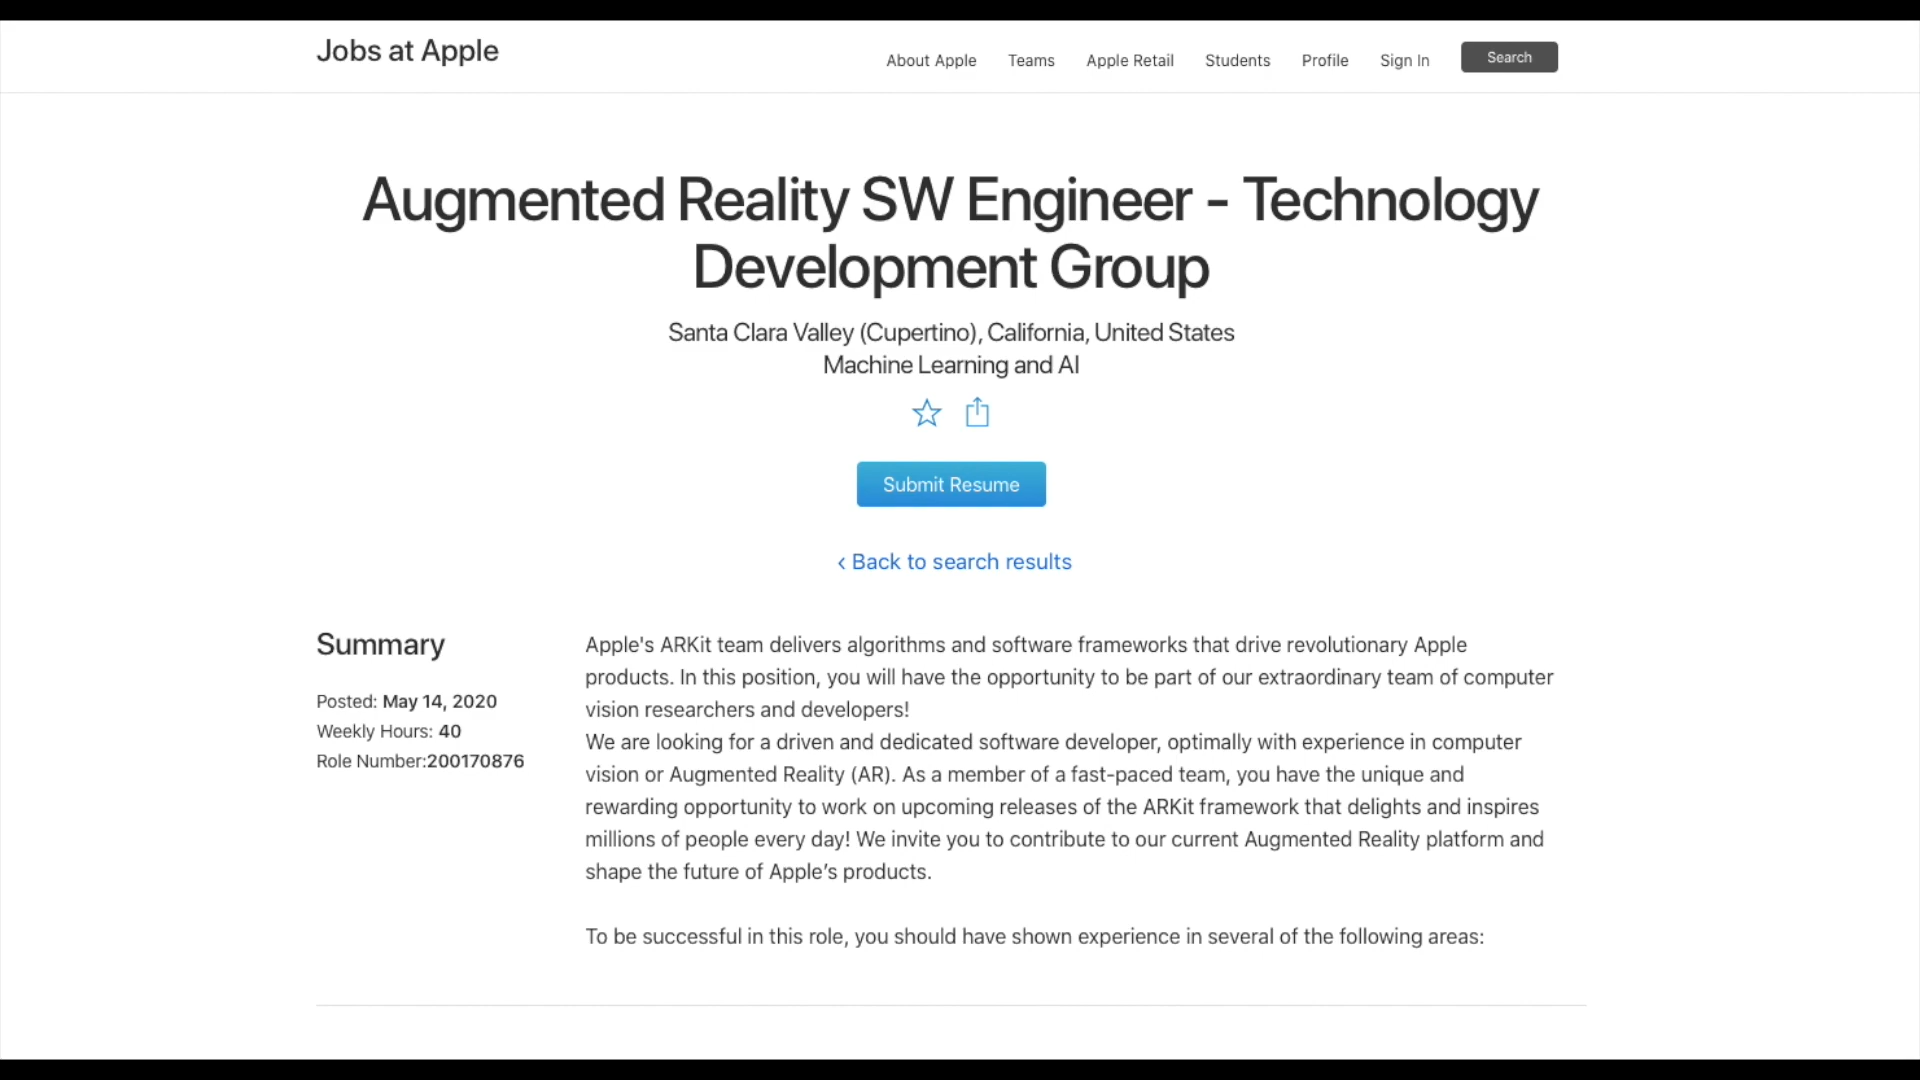 Jobs at Apple
About Apple Teams Apple Retail Students Profile Sign In Search
Augmented Reality SW Engineer - Technology
Development Group
Santa Clara Valley (Cupertino), California, United States
Machine Learning and AI
Submit Resume
‹ Back to search results
Summary
Posted: May 14, 2020
Weekly Hours: 40
Role Number:200170876
Apple's ARKit team delivers algorithms and software frameworks that drive revolutionary Apple
products. In this position, you will have the opportunity to be part of our extraordinary team of computer
vision researchers and developers!
We are looking for a driven and dedicated software developer, optimally with experience in computer
vision or Augmented Reality (AR). As a member of a fast-paced team, you have the unique and
rewarding opportunity to work on upcoming releases of the ARKit framework that delights and inspires
millions of people every day! We invite you to contribute to our current Augmented Reality platform and
shape the future of Apple’s products.
To be successful in this role, you should have shown experience in several of the following areas: